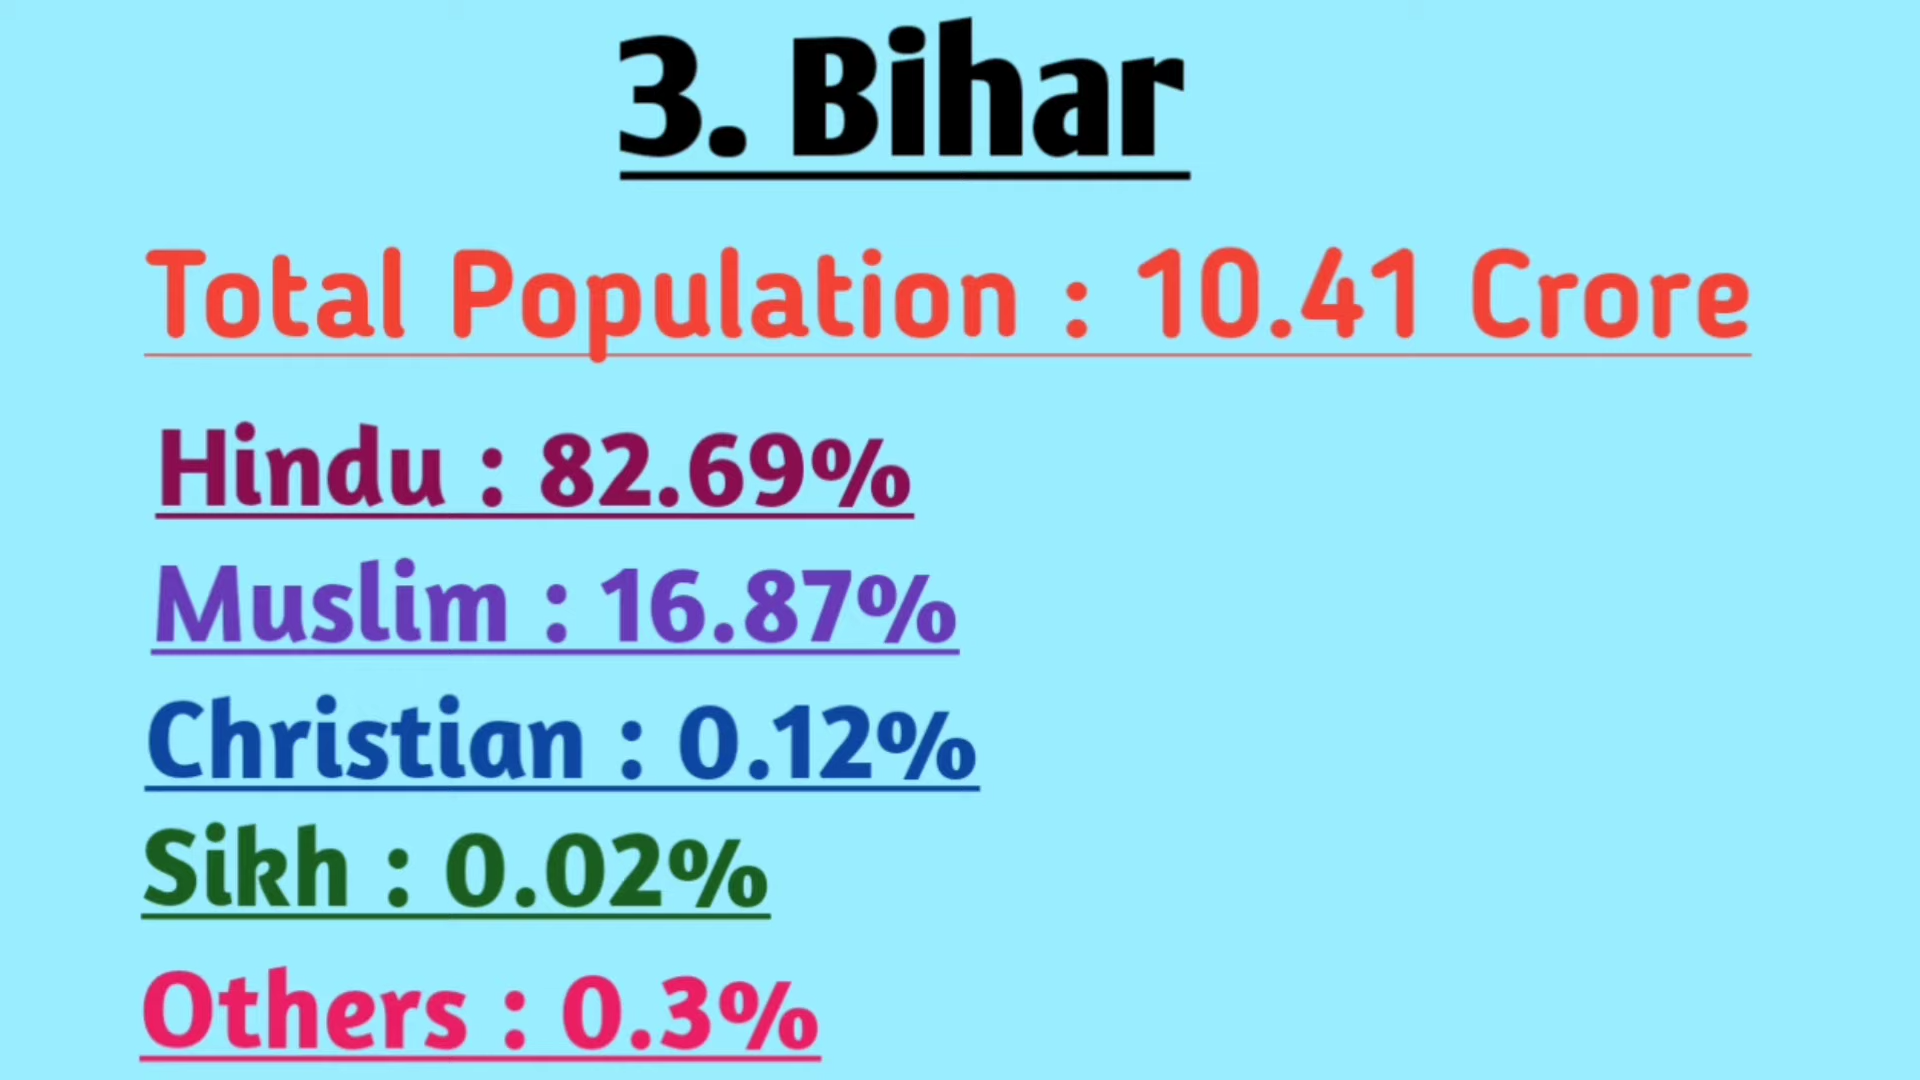 3. Bihar
Total Population : 10.41 Crore
Hindu : 82.69%
Muslim : 16.87%
Christian : 0.12%
Sikh : 0.02%
Others : 0.3%